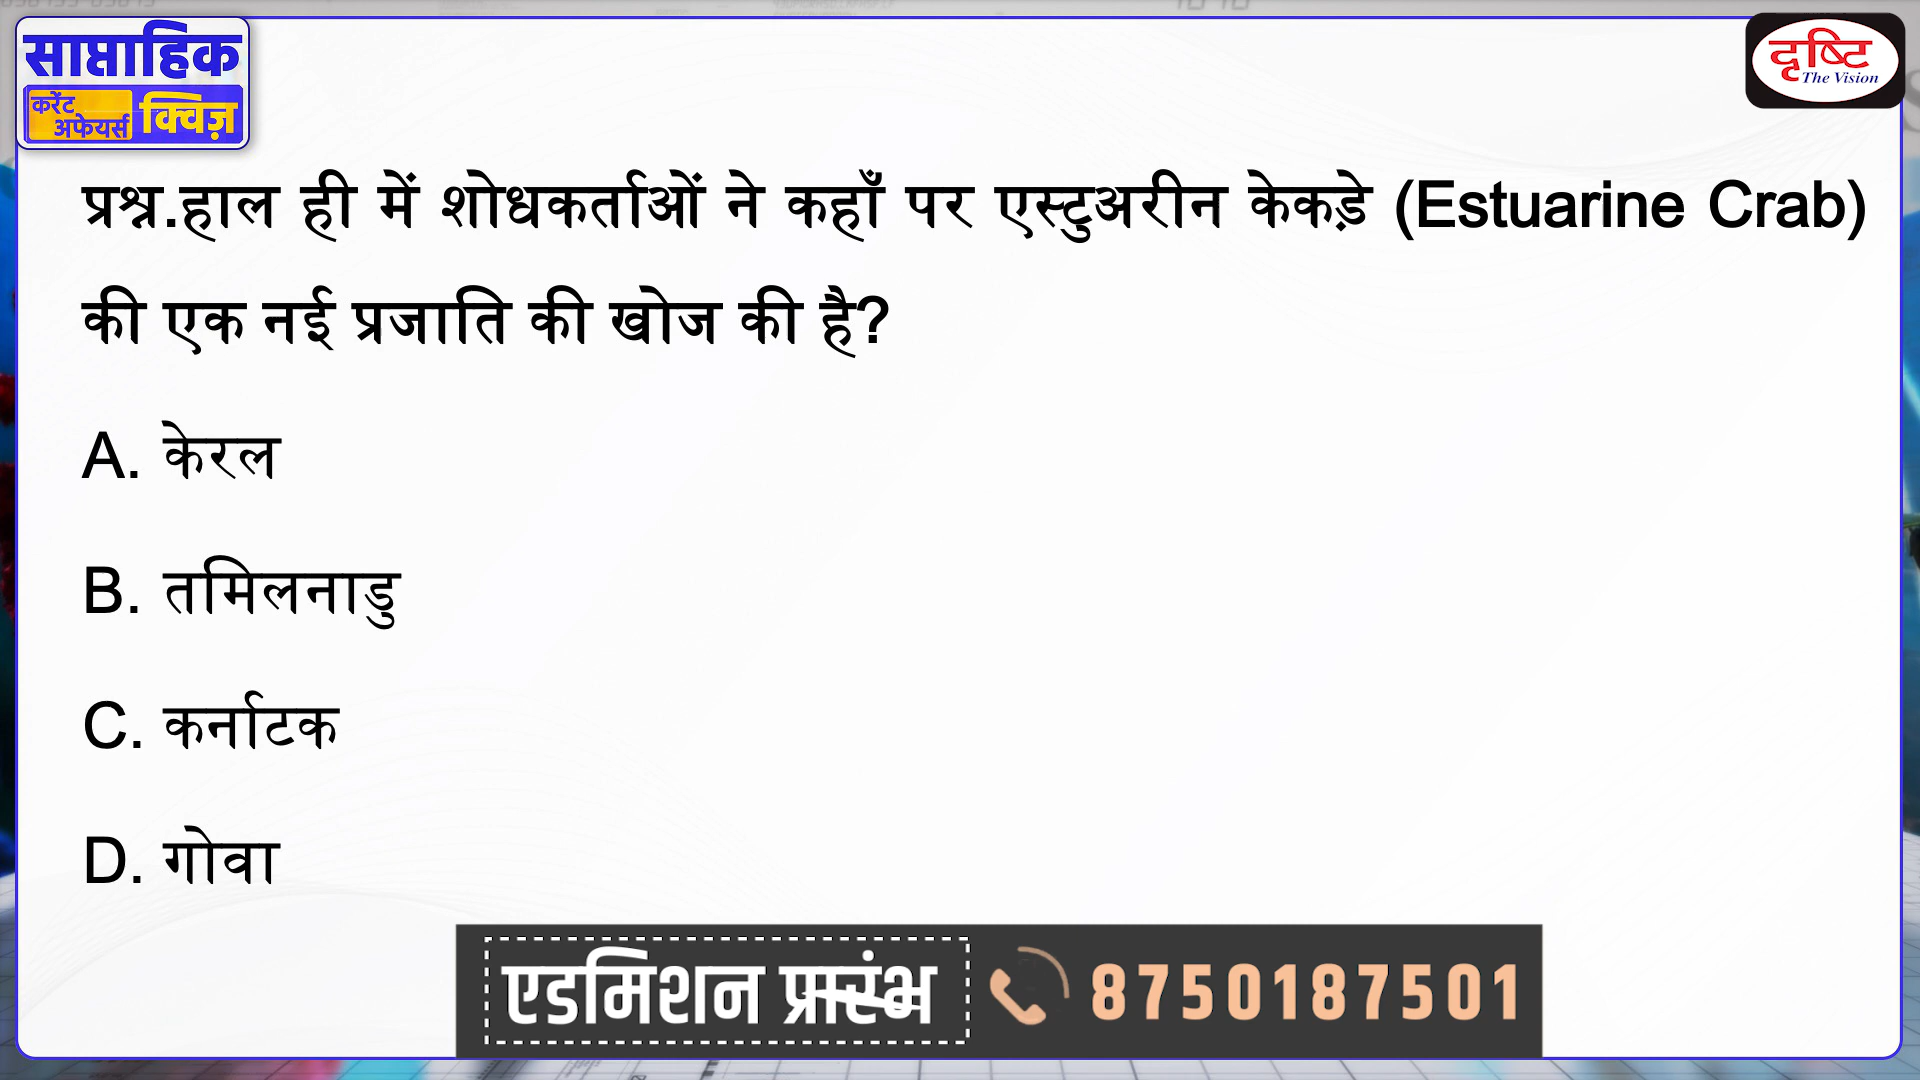 साप्ताहिक
करेंट
अफेयर्स क्विज़
दृष्टि
The Vision
प्रश्न.हाल ही में शोधकर्ताओं ने कहाँ पर एस्टुअरीन केकड़े (Estuarine Crab)
की एक नई प्रजाति की खोज की है?
A. केरल
B. तमिलनाडु
C. कर्नाटक
D. गोवा
एडमिशन प्रारंभ 8750187501